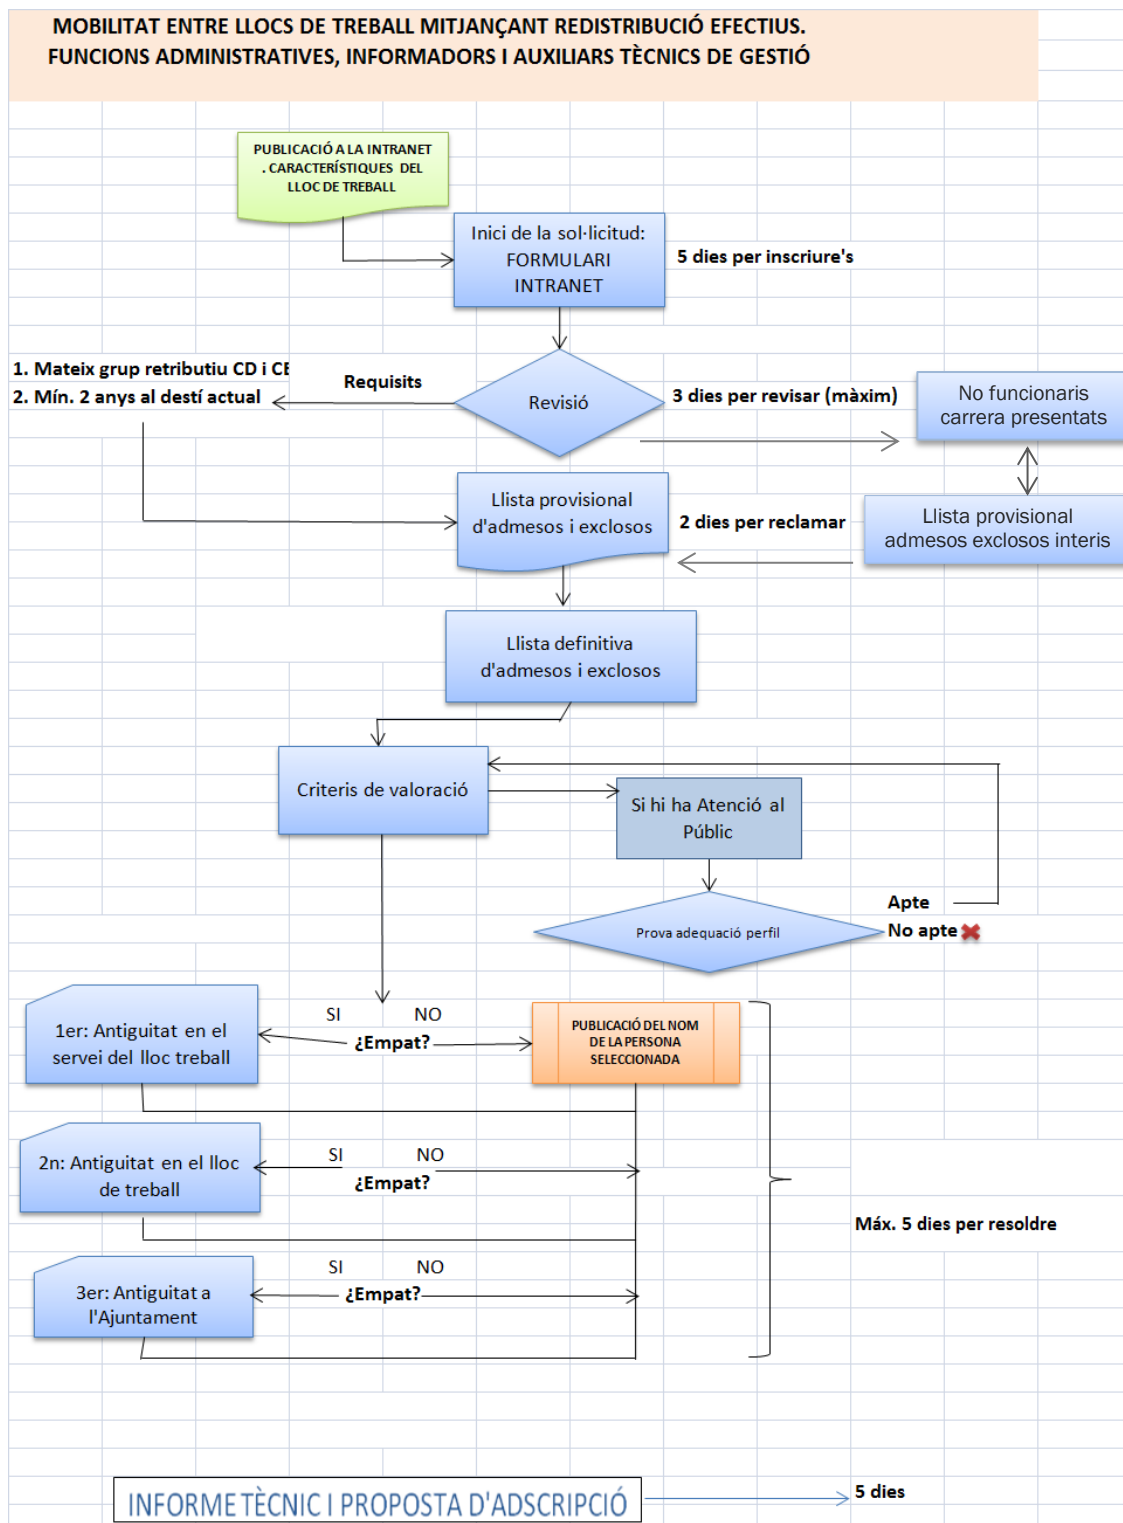 MOBILITAT ENTRE LLOCS DE TREBALL MITJANÇANT REDISTRIBUCIÓ EFECTIUS.
FUNCIONS ADMINISTRATIVES, INFORMADORS I AUXILIARS TÈCNICS DE GESTIÓ
PUBLICACIÓ A LA INTRANET
. CARACTERÍSTIQUES DEL
LLOC DE TREBALL
Inici de la sol·licitud:
FORMULARI
INTRANET
5 dies per inscriure's
1. Mateix grup retributiu CD i CE
2. Mín. 2 anys al destí actual
Requisits
Revisió
3 dies per revisar (màxim)
No funcionaris
carrera presentats
Llista provisional
d'admesos i exclosos
2 dies per reclamar
Llista provisional
admesos exclosos interis
Llista definitiva
d'admesos i exclosos
Criteris de valoració
Si hi ha Atenció al
Públic
Prova adequació perfil
Apte
No apte
1er: Antiguitat en el
servei del lloc treball
SI NO
¿Empat?
PUBLICACIÓ DEL NOM
DE LA PERSONA
SELECCIONADA
2n: Antiguitat en el lloc
de treball
SI NO
¿Empat?
Máx. 5 dies per resoldre
3er: Antiguitat a
l'Ajuntament
SI NO
¿Empat?
INFORME TÈCNIC I PROPOSTA D'ADSCRIPCIÓ
5 dies